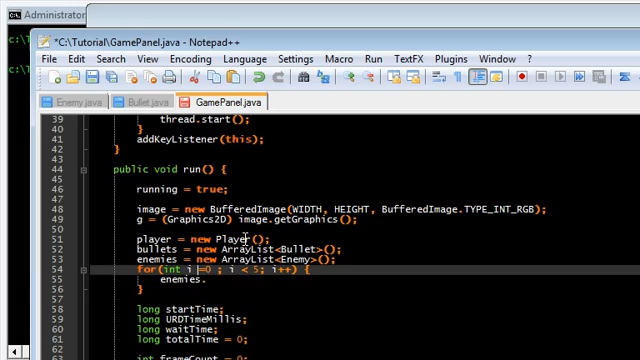 Administrator
c:\T
c:\T
*C:\Tutorial\GamePanel.java - Notepad++
File Edit Search View Encoding Language Settings Macro Run TextFX Plugins Window ?
Enemy.java Bullet.java GamePanel.java
39 thread.start();
40 }
41 addKeyListener(this);
42 }
43
44 public void run() {
45
46 running = true;
47
48 image = new BufferedImage(WIDTH, HEIGHT, BufferedImage.TYPE_INT_RGB);
49 g = (Graphics2D) image.getGraphics();
50
51 player = new Player();
52 bullets = new ArrayList<Bullet>();
53 enemies = new ArrayList<Enemy>();
54 for(int i =0 ; i < 5; i++) {
55 enemies.
56 }
57
58 long startTime;
59 long URDTimeMillis;
60 long waitTime;
61 long totalTime = 0;
62
63 int frameCount = 0;